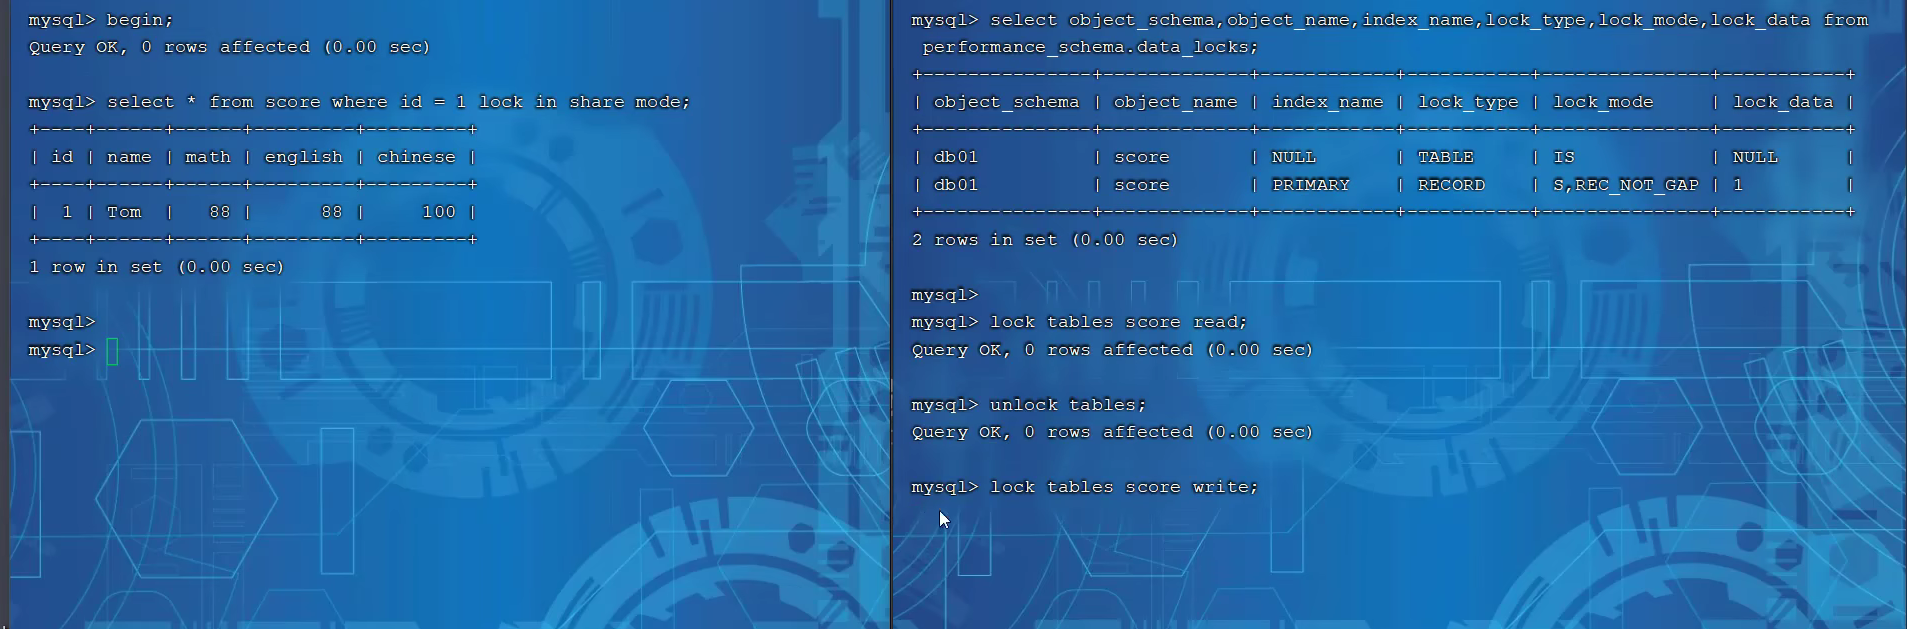 mysql> begin;
Query OK, 0 rows affected (0.00 sec)
mysql> select * from score where id = 1 lock in share mode;
+----+------+------+---------+---------+
| id | name | math | english | chinese |
+----+------+------+---------+---------+
|  1 | Tom  |   88 |      88 |     100 |
+----+------+------+---------+---------+
1 row in set (0.00 sec)
mysql>
mysql>
mysql> select object_schema,object_name,index_name,lock_type,lock_mode,lock_data from
 performance_schema.data_locks;
+---------------+-------------+------------+-----------+---------------+-----------+
| object_schema | object_name | index_name | lock_type | lock_mode     | lock_data |
+---------------+-------------+------------+-----------+---------------+-----------+
| db01          | score       | NULL       | TABLE     | IS            | NULL      |
| db01          | score       | PRIMARY    | RECORD    | S,REC_NOT_GAP | 1         |
+---------------+-------------+------------+-----------+---------------+-----------+
2 rows in set (0.00 sec)
mysql>
mysql> lock tables score read;
Query OK, 0 rows affected (0.00 sec)
mysql> unlock tables;
Query OK, 0 rows affected (0.00 sec)
mysql> lock tables score write;